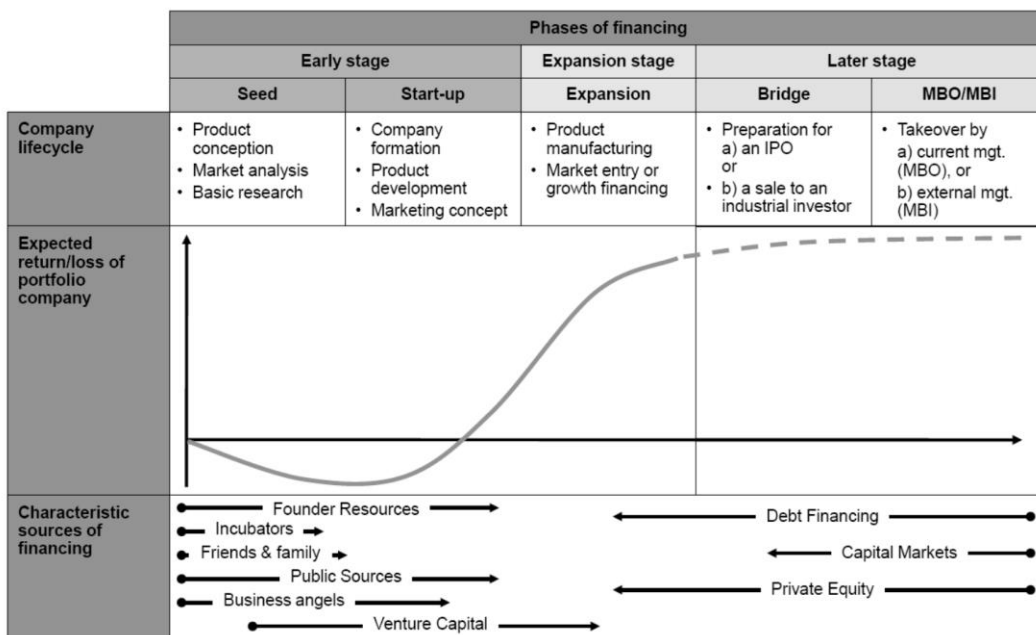 Phases of financing
Early stage
Expansion stage
Later stage
Seed
Start-up
Expansion
Bridge
MBO/MBI
Company
lifecycle
• Product
conception
• Market analysis
• Basic research
• Company
formation
• Product
development
• Marketing concept
• Product
manufacturing
• Market entry or
growth financing
• Preparation for
a) an IPO
or
• b) a sale to an
industrial investor
• Takeover by
a) current mgt.
(MBO), or
b) external mgt.
(MBI)
Expected
return/loss of
portfolio
company
Characteristic
sources of
financing
Founder Resources
Incubators
Friends & family
Public Sources
Business angels
Venture Capital
Debt Financing
Capital Markets
Private Equity